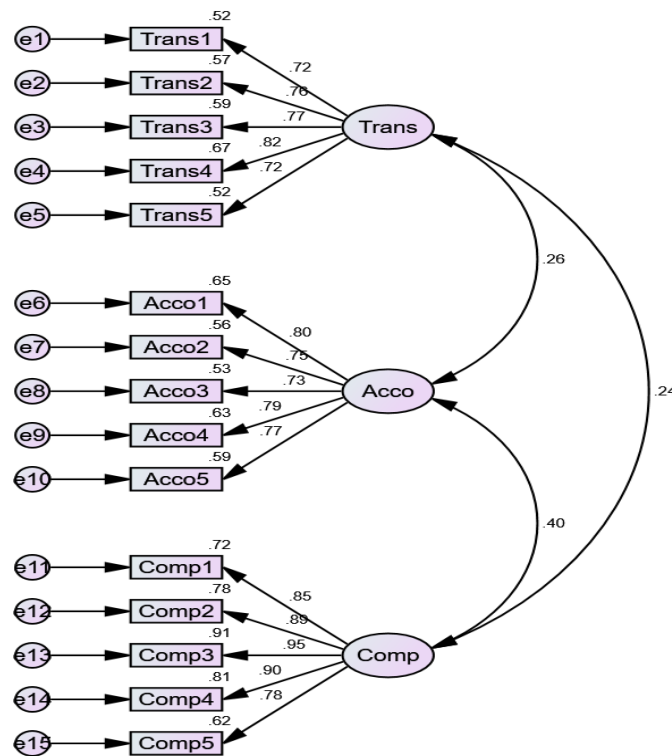 .52
e1 Trans1
.72
.57
e2 Trans2
.76
.59
e3 Trans3
.77
Trans
.67
.82
e4 Trans4
.72
.52
e5 Trans5
.26
.65
e6 Acco1
.80
.56
e7 Acco2
.75
.53
e8 Acco3
.73
Acco
.24
.63
.79
e9 Acco4
.77
.59
e10 Acco5
.40
.72
e11 Comp1
.85
.78
e12 Comp2
.89
.91
e13 Comp3
.95
Comp
.81
.90
e14 Comp4
.78
.62
e15 Comp5